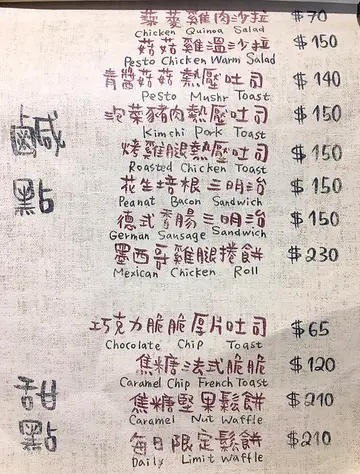 藜麥雞肉沙拉 $70
Chicken Quinoa Salad
菇菇雞溫沙拉 $150
Pesto Chicken Warm Salad
青醬菇菇熱壓吐司 $140
Pesto Mushr Toast
泡菜豬肉熱壓吐司 $150
Kimchi Pork Toast
烤雞腿熱壓吐司 $150
Roasted Chicken Toast
花生培根三明治 $150
Peanat Bacon Sandwich
德式香腸三明治 $150
German Sausage Sandwich
墨西哥雞腿捲餅 $230
Mexican Chicken Roll
鹹點
巧克力脆脆厚片吐司 $65
Chocolate Chip Toast
焦糖法式脆脆 $120
Caramel Chip French Toast
焦糖堅果鬆餅 $210
Caramel Nut Waffle
每日限定鬆餅 $210
Daily Limit Waffle
甜點